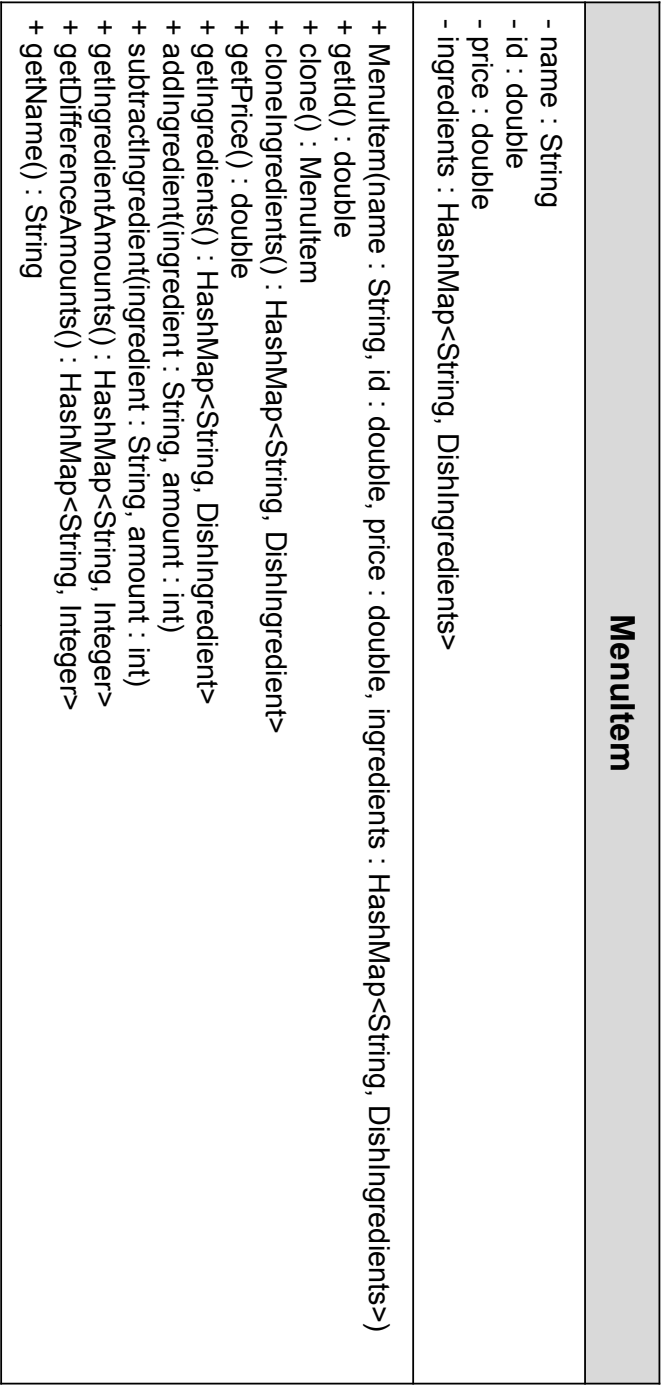 MenuItem
- name : String
- id : double
- price : double
- ingredients : HashMap<String, DishIngredients>
+ MenuItem(name : String, id : double, price : double, ingredients : HashMap<String, DishIngredients>)
+ getId() : double
+ clone() : MenuItem
+ cloneIngredients() : HashMap<String, DishIngredient>
+ getPrice() : double
+ getIngredients() : HashMap<String, DishIngredient>
+ addIngredient(ingredient : String, amount : int)
+ subtractIngredient(ingredient : String, amount : int)
+ getIngredientAmounts() : HashMap<String, Integer>
+ getDifferenceAmounts() : HashMap<String, Integer>
+ getName() : String